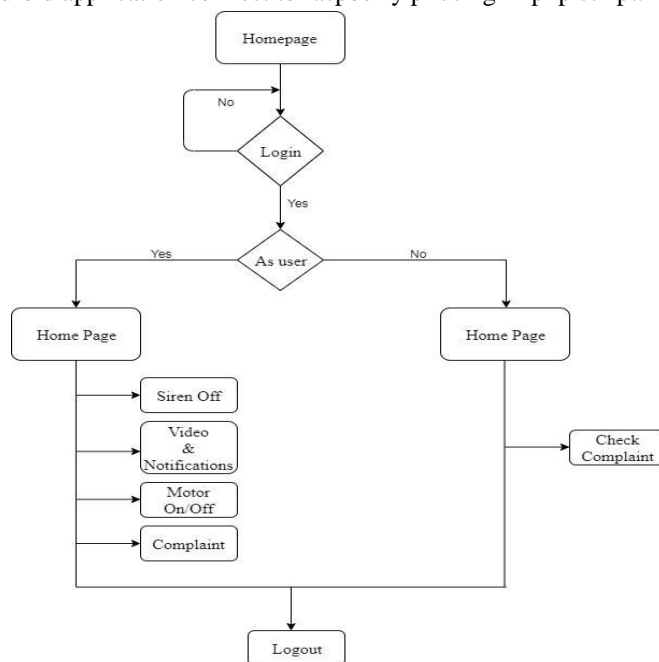 Homepage
No
Login
Yes
As user
Yes
No
Home Page
Home Page
Siren Off
Video
&
Notifications
Motor
On/Off
Complaint
Check
Complaint
Logout